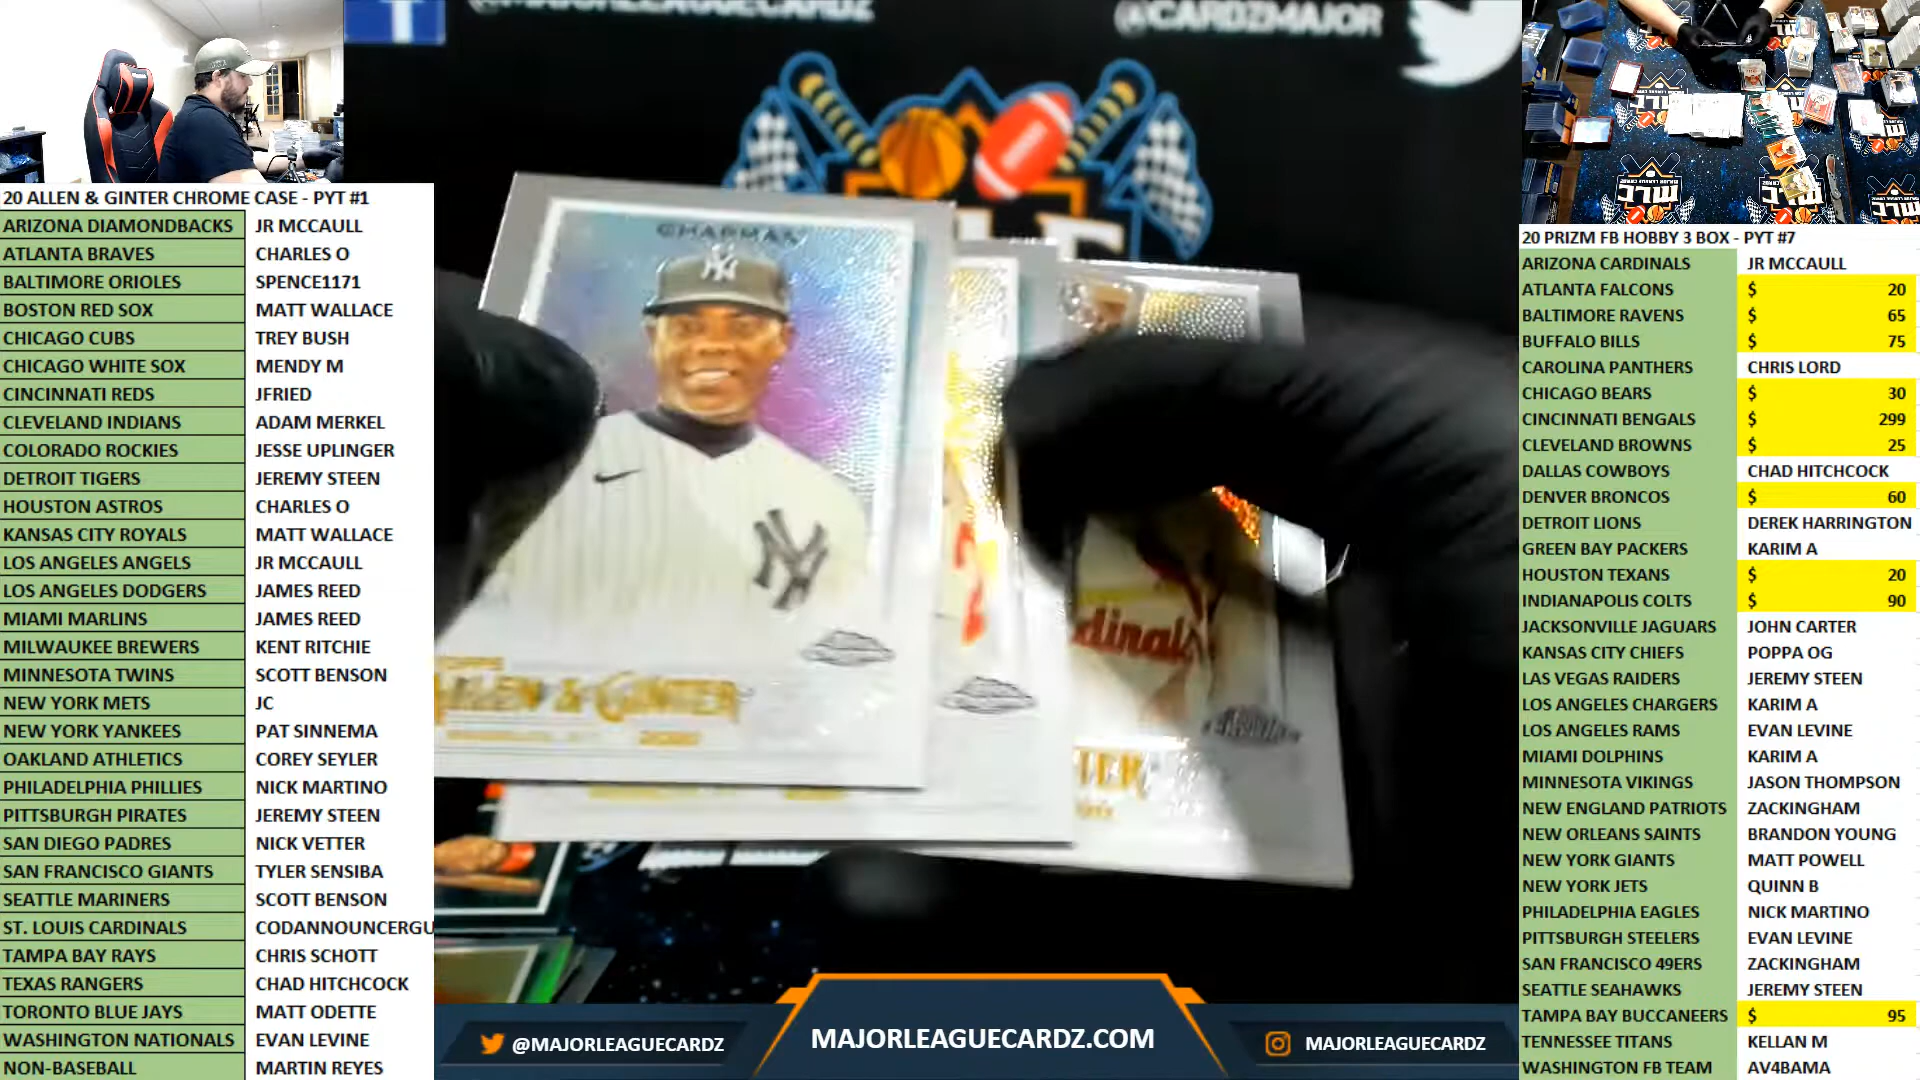 @MAJORLEAGUECARDZ
@CARDZMAJOR
20 ALLEN & GINTER CHROME CASE - PYT #1
ARIZONA DIAMONDBACKS JR MCCAULL
ATLANTA BRAVES CHARLES O
BALTIMORE ORIOLES SPENCE1171
BOSTON RED SOX MATT WALLACE
CHICAGO CUBS TREY BUSH
CHICAGO WHITE SOX MENDY M
CINCINNATI REDS JFRIED
CLEVELAND INDIANS ADAM MERKEL
COLORADO ROCKIES JESSE UPLINGER
DETROIT TIGERS JEREMY STEEN
HOUSTON ASTROS CHARLES O
KANSAS CITY ROYALS MATT WALLACE
LOS ANGELES ANGELS JR MCCAULL
LOS ANGELES DODGERS JAMES REED
MIAMI MARLINS JAMES REED
MILWAUKEE BREWERS KENT RITCHIE
MINNESOTA TWINS SCOTT BENSON
NEW YORK METS JC
NEW YORK YANKEES PAT SINNEMA
OAKLAND ATHLETICS COREY SEYLER
PHILADELPHIA PHILLIES NICK MARTINO
PITTSBURGH PIRATES JEREMY STEEN
SAN DIEGO PADRES NICK VETTER
SAN FRANCISCO GIANTS TYLER SENSIBA
SEATTLE MARINERS SCOTT BENSON
ST. LOUIS CARDINALS CODANNOUNCERGU
TAMPA BAY RAYS CHRIS SCHOTT
TEXAS RANGERS CHAD HITCHCOCK
TORONTO BLUE JAYS MATT ODETTE
WASHINGTON NATIONALS EVAN LEVINE
NON-BASEBALL MARTIN REYES
CHAPMAN
NY
NY
TOPPS
ALLEN & GINTER
dinals
TER
@MAJORLEAGUECARDZ
MAJORLEAGUECARDZ.COM
MAJORLEAGUECARDZ
20 PRIZM FB HOBBY 3 BOX - PYT #7
ARIZONA CARDINALS JR MCCAULL
ATLANTA FALCONS $ 20
BALTIMORE RAVENS $ 65
BUFFALO BILLS $ 75
CAROLINA PANTHERS CHRIS LORD
CHICAGO BEARS $ 30
CINCINNATI BENGALS $ 299
CLEVELAND BROWNS $ 25
DALLAS COWBOYS CHAD HITCHCOCK
DENVER BRONCOS $ 60
DETROIT LIONS DEREK HARRINGTON
GREEN BAY PACKERS KARIM A
HOUSTON TEXANS $ 20
INDIANAPOLIS COLTS $ 90
JACKSONVILLE JAGUARS JOHN CARTER
KANSAS CITY CHIEFS POPPA OG
LAS VEGAS RAIDERS JEREMY STEEN
LOS ANGELES CHARGERS KARIM A
LOS ANGELES RAMS EVAN LEVINE
MIAMI DOLPHINS KARIM A
MINNESOTA VIKINGS JASON THOMPSON
NEW ENGLAND PATRIOTS ZACKINGHAM
NEW ORLEANS SAINTS BRANDON YOUNG
NEW YORK GIANTS MATT POWELL
NEW YORK JETS QUINN B
PHILADELPHIA EAGLES NICK MARTINO
PITTSBURGH STEELERS EVAN LEVINE
SAN FRANCISCO 49ERS ZACKINGHAM
SEATTLE SEAHAWKS JEREMY STEEN
TAMPA BAY BUCCANEERS $ 95
TENNESSEE TITANS KELLAN M
WASHINGTON FB TEAM AV4BAMA